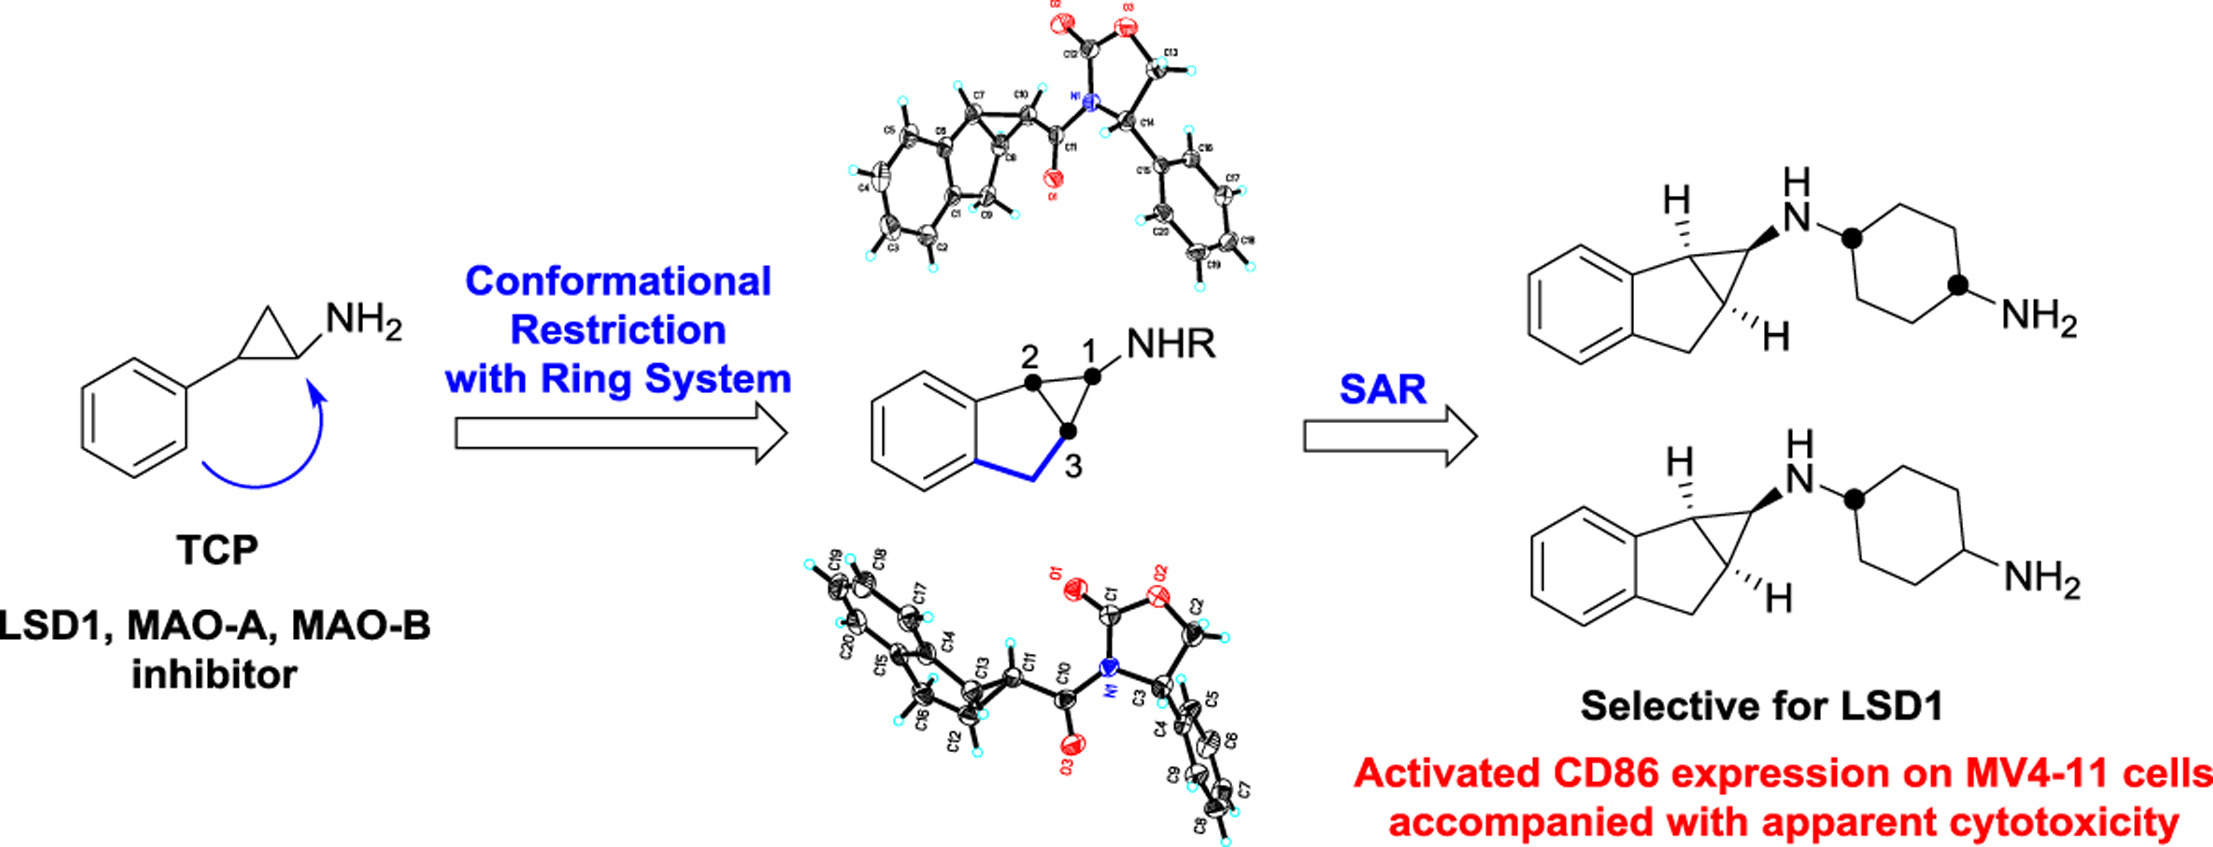 NH2
TCP
LSD1, MAO-A, MAO-B
inhibitor
Conformational
Restriction
with Ring System
O2
O3
C12
C13
N1
C14
C7
C10
C5
C6
C8
C11
O1
C4
C1
C9
C3
C2
C15
C16
C17
C18
C19
C20
2
1
NHR
3
C19
C18
C17
C20
C14
C15
C13
C11
C16
C12
C10
O1
C1
O2
C2
N1
C3
O3
C5
C4
C6
C9
C7
C8
SAR
H
H
N
H
NH2
H
H
N
H
NH2
Selective for LSD1
Activated CD86 expression on MV4-11 cells
accompanied with apparent cytotoxicity